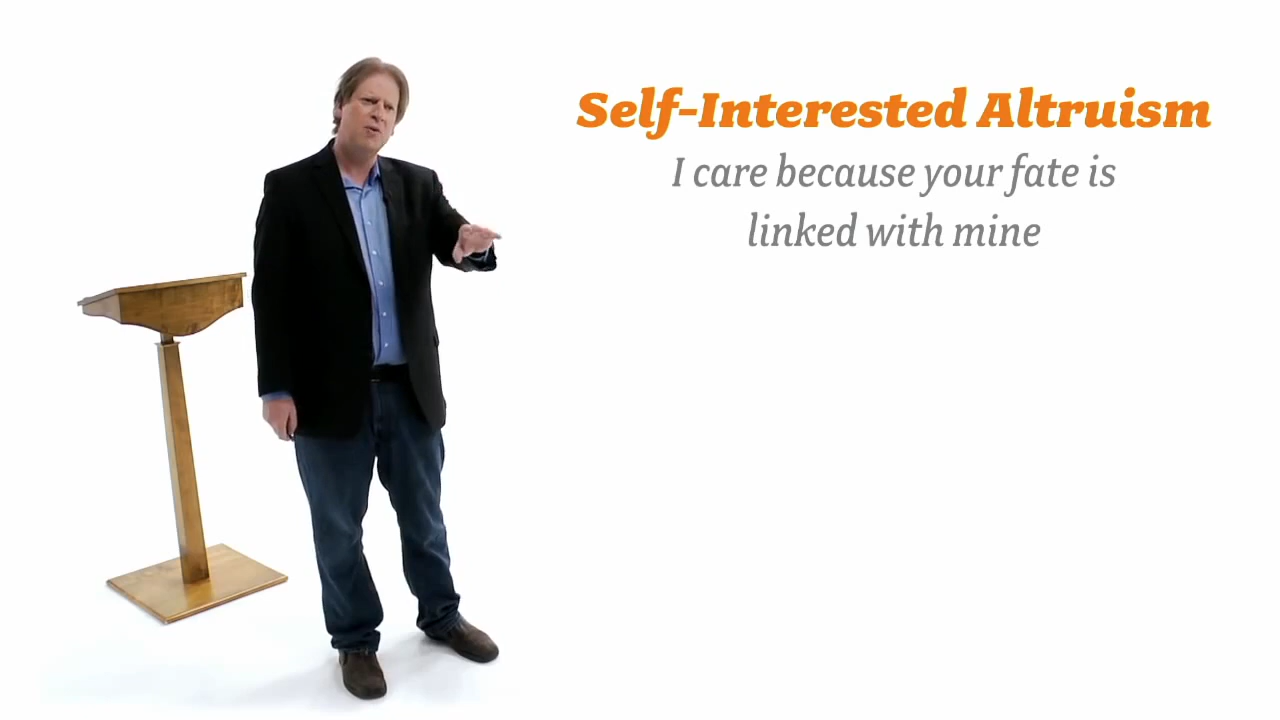 Self-Interested Altruism
I care because your fate is
linked with mine